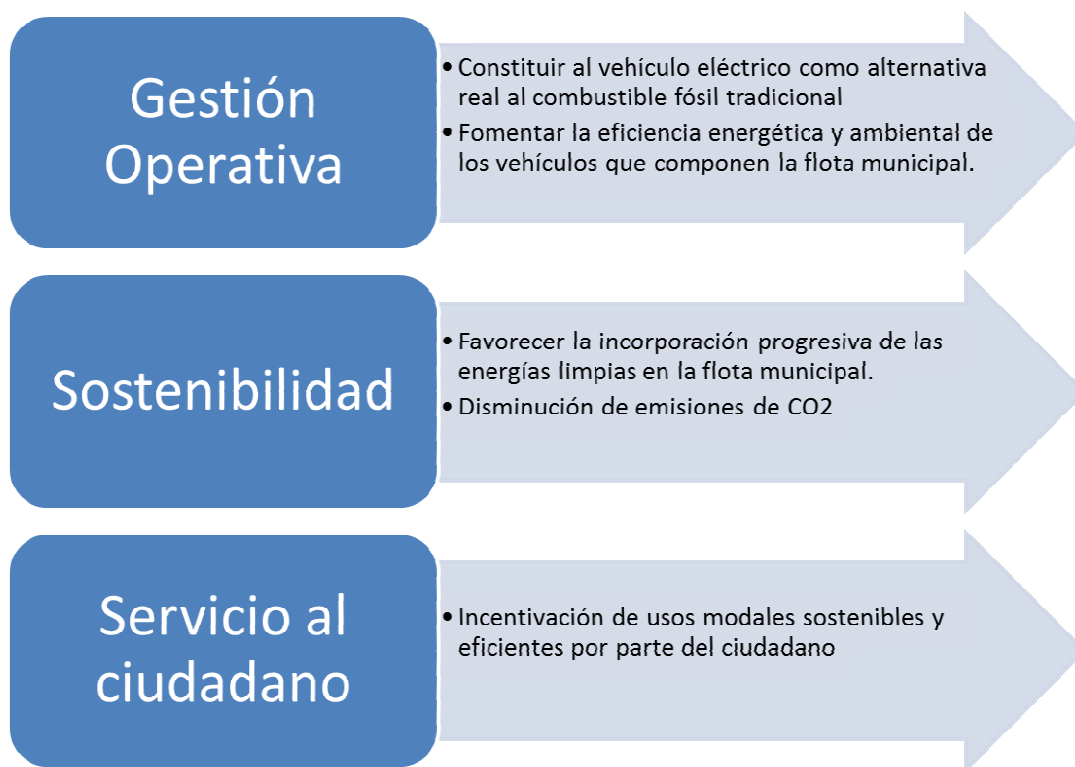 Gestión
Operativa
• Constituir al vehículo eléctrico como alternativa
real al combustible fósil tradicional
• Fomentar la eficiencia energética y ambiental de
los vehículos que componen la flota municipal.
Sostenibilidad
• Favorecer la incorporación progresiva de las
energías limpias en la flota municipal.
• Disminución de emisiones de CO2
Servicio al
ciudadano
• Incentivación de usos modales sostenibles y
eficientes por parte del ciudadano